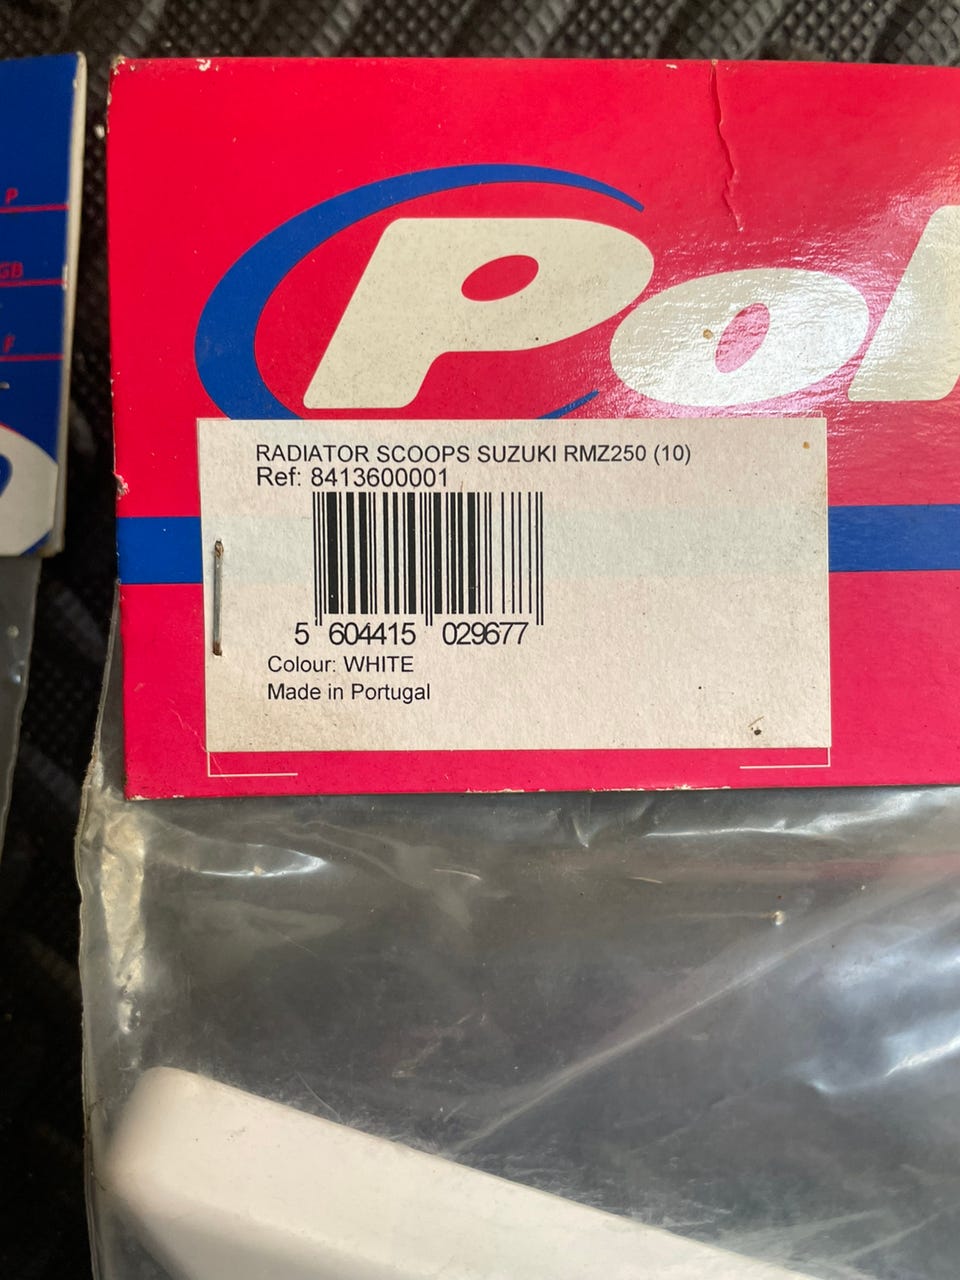 P
GB
F
Pol
RADIATOR SCOOPS SUZUKI RMZ250 (10)
Ref: 8413600001
5 604415 029677
Colour: WHITE
Made in Portugal